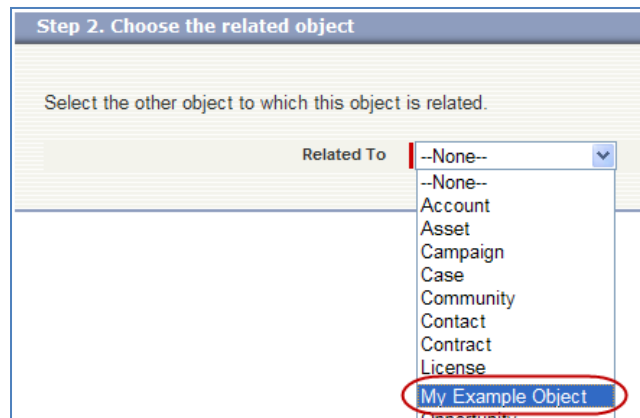 Step 2. Choose the related object
Select the other object to which this object is related.
Related To --None--
--None--
Account
Asset
Campaign
Case
Community
Contact
Contract
License
My Example Object
Opportunity